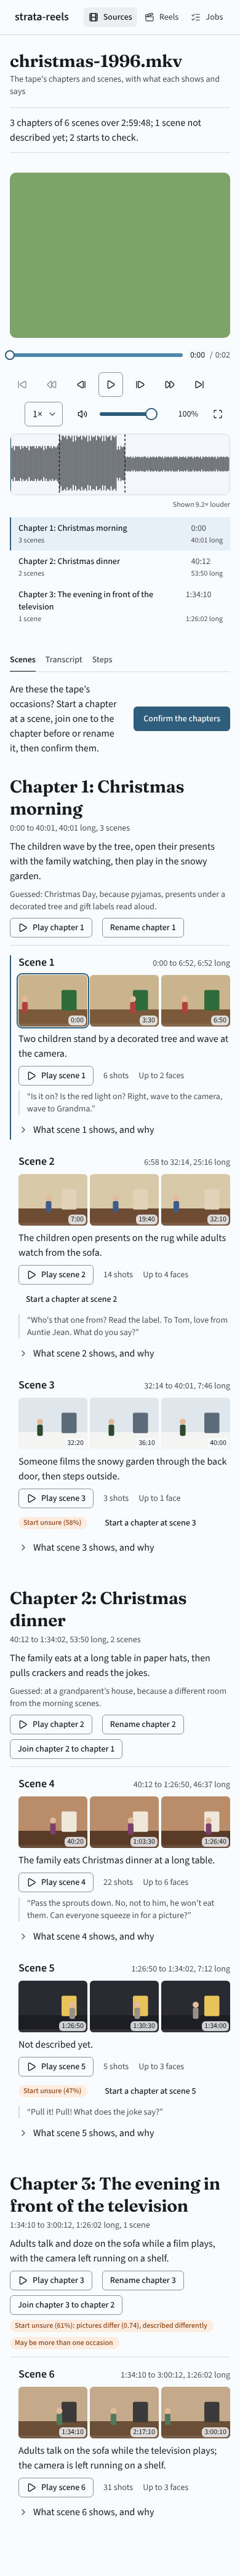 strata-reels
Sources
Reels
Jobs
christmas-1996.mkv
The tape's chapters and scenes, with what each shows and
says
3 chapters of 6 scenes over 2:59:48; 1 scene not
described yet; 2 starts to check.
0:00 / 0:02
1×
100%
Shown 9.2× louder
Chapter 1: Christmas morning 0:00
3 scenes 40:01 long
Chapter 2: Christmas dinner 40:12
2 scenes 53:50 long
Chapter 3: The evening in front of the 1:34:10
television
1 scene 1:26:02 long
Scenes Transcript Steps
Are these the tape's
occasions? Start a chapter
at a scene, join one to the
chapter before or rename
it, then confirm them.
Confirm the chapters
Chapter 1: Christmas
morning
0:00 to 40:01, 40:01 long, 3 scenes
The children wave by the tree, open their presents
with the family watching, then play in the snowy
garden.
Guessed: Christmas Day, because pyjamas, presents under a
decorated tree and gift labels read aloud.
Play chapter 1 Rename chapter 1
Scene 1 0:00 to 6:52, 6:52 long
0:00 3:30 6:50
Two children stand by a decorated tree and wave at
the camera.
Play scene 1 6 shots Up to 2 faces
“Is it on? Is the red light on? Right, wave to the camera,
wave to Grandma.”
What scene 1 shows, and why
Scene 2 6:58 to 32:14, 25:16 long
7:00 19:40 32:10
The children open presents on the rug while adults
watch from the sofa.
Play scene 2 14 shots Up to 4 faces
Start a chapter at scene 2
“Who's that one from? Read the label. To Tom, love from
Auntie Jean. What do you say?”
What scene 2 shows, and why
Scene 3 32:14 to 40:01, 7:46 long
32:20 36:10 40:00
Someone films the snowy garden through the back
door, then steps outside.
Play scene 3 3 shots Up to 1 face
Start unsure (58%) Start a chapter at scene 3
What scene 3 shows, and why
Chapter 2: Christmas
dinner
40:12 to 1:34:02, 53:50 long, 2 scenes
The family eats at a long table in paper hats, then
pulls crackers and reads the jokes.
Guessed: at a grandparent's house, because a different room
from the morning scenes.
Play chapter 2 Rename chapter 2
Join chapter 2 to chapter 1
Scene 4 40:12 to 1:26:50, 46:37 long
40:20 1:03:30 1:26:40
The family eats Christmas dinner at a long table.
Play scene 4 22 shots Up to 6 faces
“Pass the sprouts down. No, not to him, he won't eat
them. Can everyone squeeze in for a picture?”
What scene 4 shows, and why
Scene 5 1:26:50 to 1:34:02, 7:12 long
1:26:50 1:30:30 1:34:00
Not described yet.
Play scene 5 5 shots Up to 3 faces
Start unsure (47%) Start a chapter at scene 5
“Pull it! Pull! What does the joke say?”
What scene 5 shows, and why
Chapter 3: The evening in
front of the television
1:34:10 to 3:00:12, 1:26:02 long, 1 scene
Adults talk and doze on the sofa while a film plays,
with the camera left running on a shelf.
Play chapter 3 Rename chapter 3
Join chapter 3 to chapter 2
Start unsure (61%): pictures differ (0.74), described differently
May be more than one occasion
Scene 6 1:34:10 to 3:00:12, 1:26:02 long
1:34:10 2:17:10 3:00:10
Adults talk on the sofa while the television plays;
the camera is left running on a shelf.
Play scene 6 31 shots Up to 3 faces
What scene 6 shows, and why